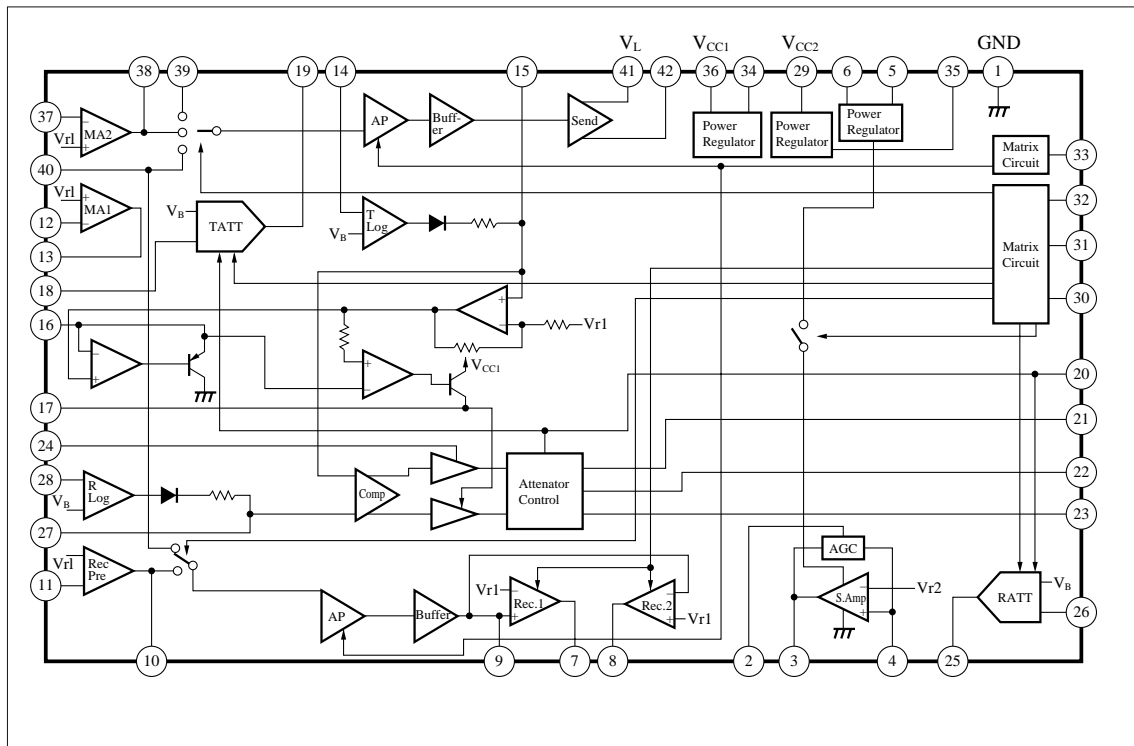 V_L V_CC1 V_CC2 GND
38 39 19 14 15 41 42 36 34 29 6 5 35 1
37
− MA2 +
Vr1
AP
Buff-
er
Send
Power
Regulator
Power
Regulator
Power
Regulator
Matrix
Circuit
33
40
Vr1
+ MA1 −
12
13
V_B
TATT
T
Log
V_B
Matrix
Circuit
32
31
30
18
16
+ −
Vr1
− +
+ −
V_CC1
20
17
21
24
28
R
Log
V_B
Comp
Attenator
Control
22
23
27
Vr1
Rec
Pre
11
AGC
S.Amp
− +
Vr2
RATT
V_B
26
AP
Buffer
Vr1
− Rec.1 +
− Rec.2 +
Vr1
10 9 7 8 2 3 4 25